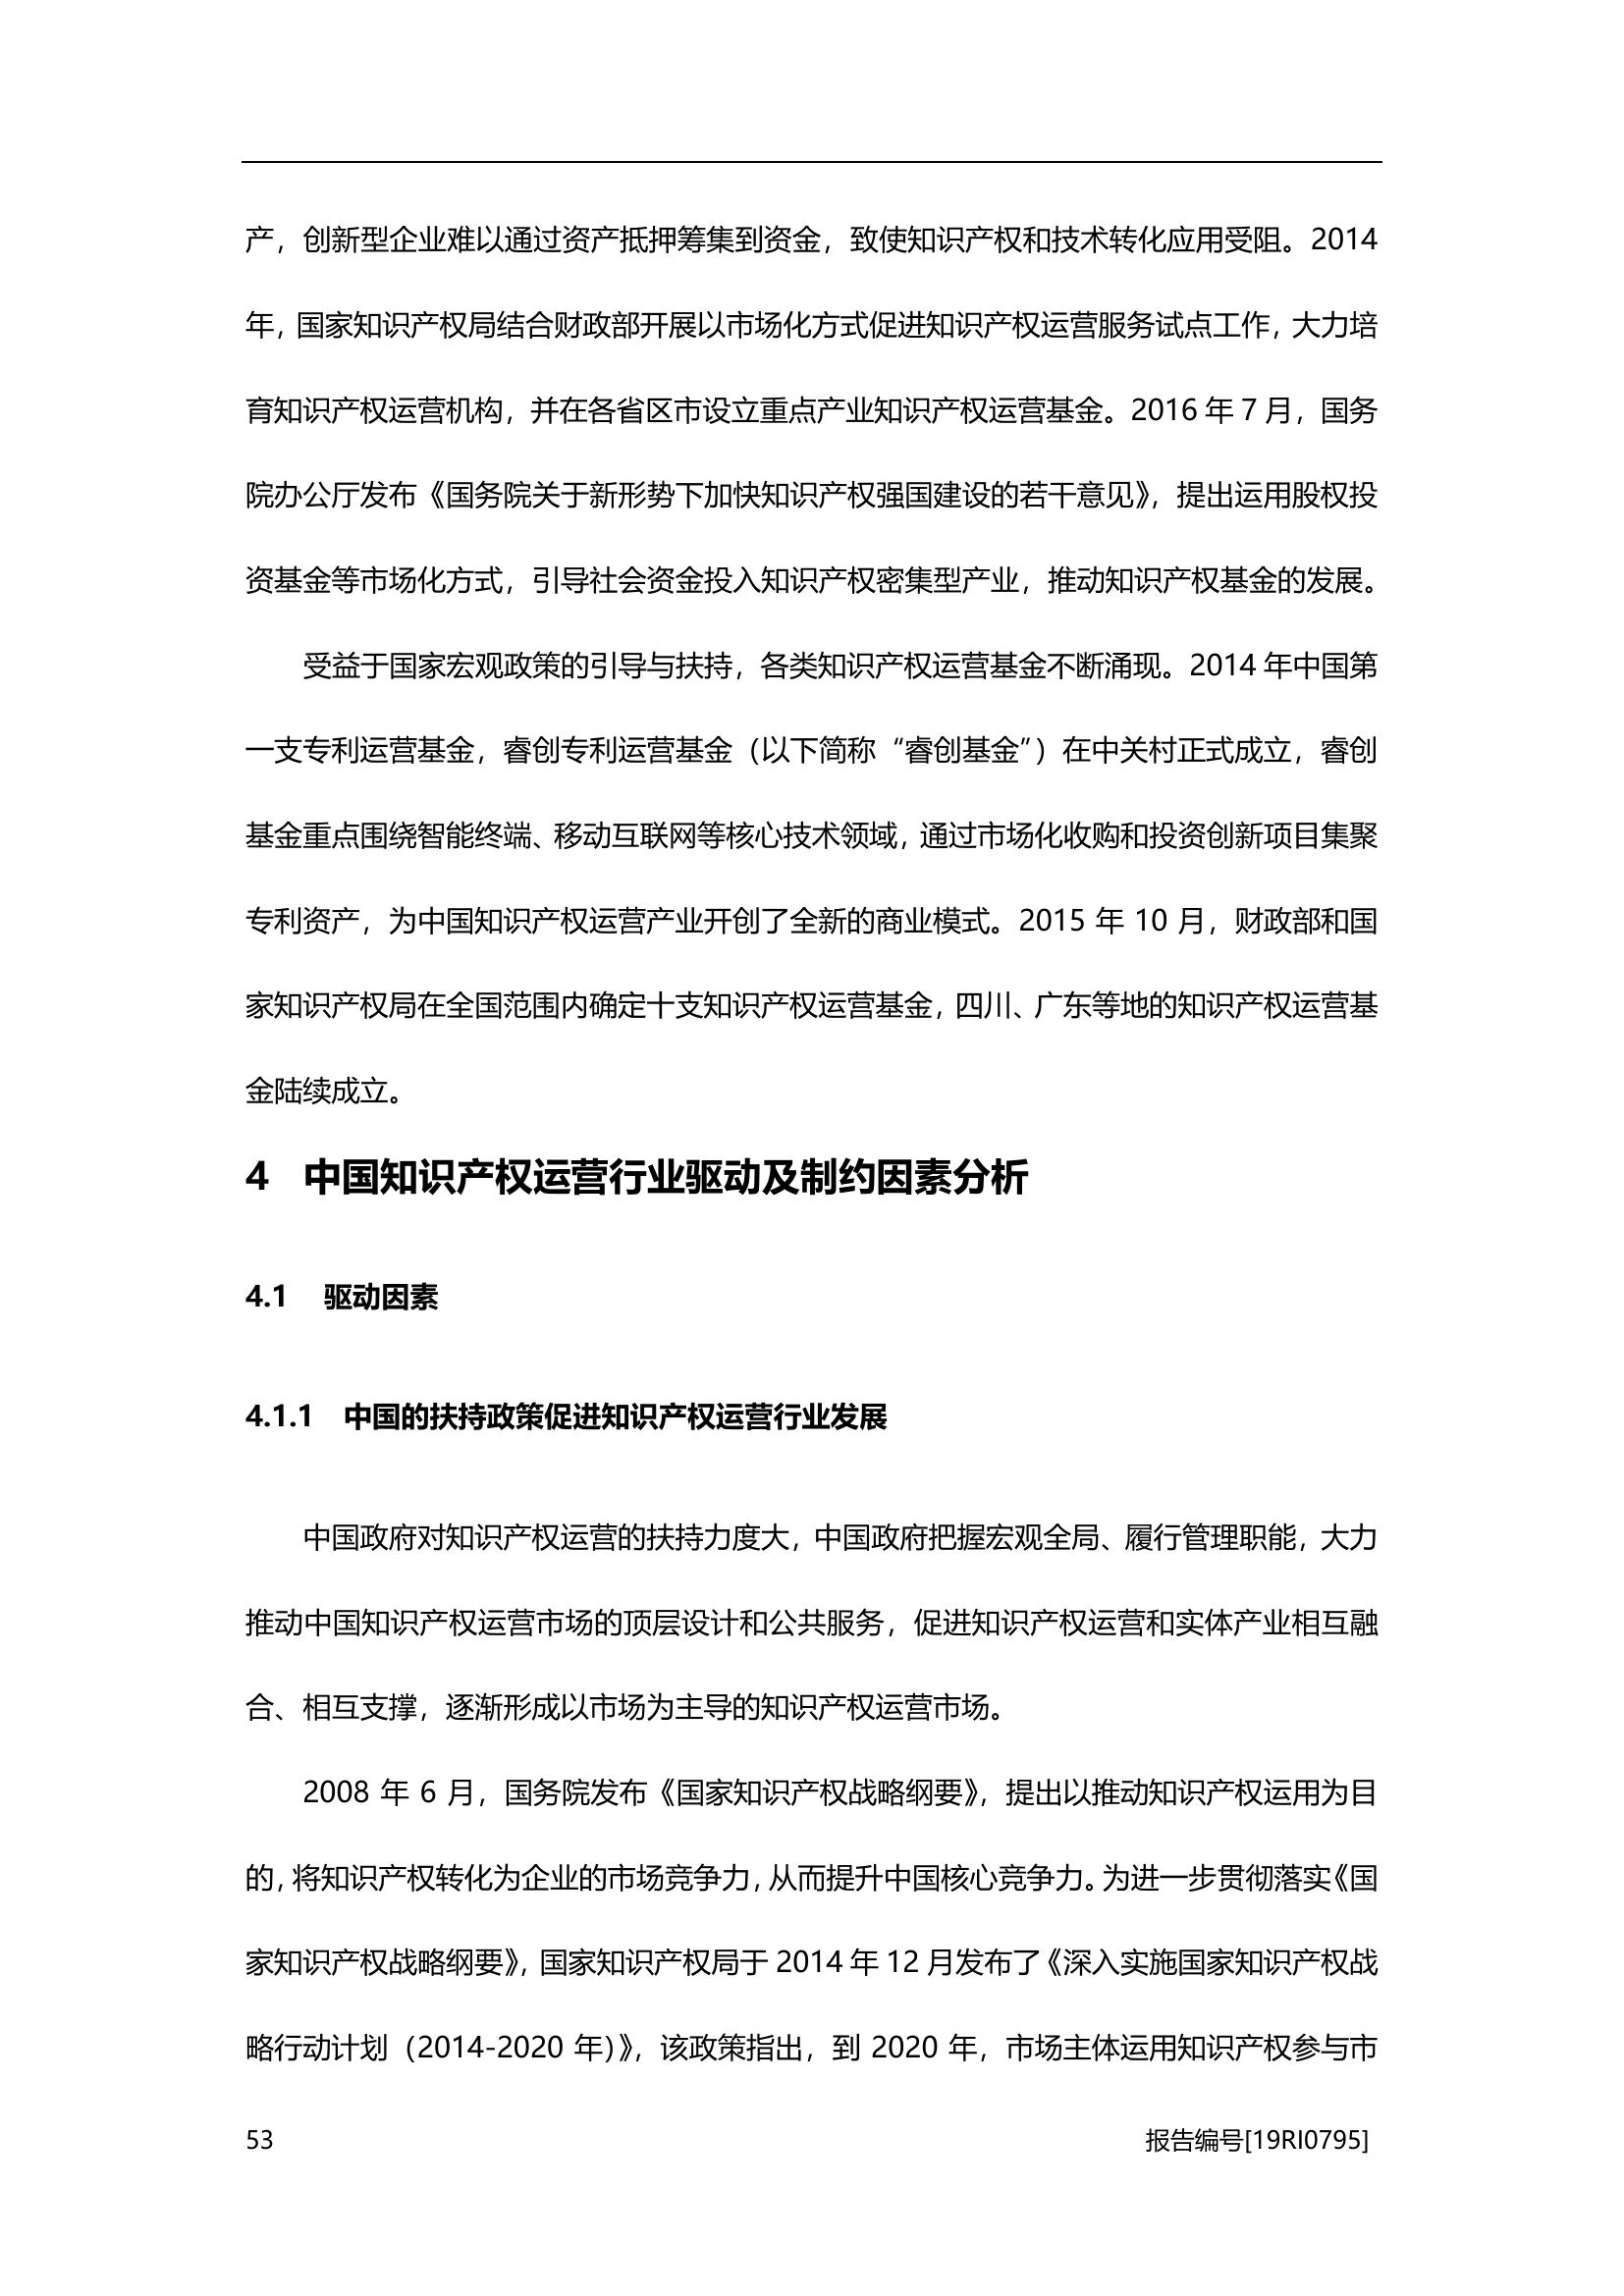 产，创新型企业难以通过资产抵押筹集到资金，致使知识产权和技术转化应用受阻。2014
年，国家知识产权局结合财政部开展以市场化方式促进知识产权运营服务试点工作，大力培
育知识产权运营机构，并在各省区市设立重点产业知识产权运营基金。2016 年 7 月，国务
院办公厅发布《国务院关于新形势下加快知识产权强国建设的若干意见》，提出运用股权投
资基金等市场化方式，引导社会资金投入知识产权密集型产业，推动知识产权基金的发展。
受益于国家宏观政策的引导与扶持，各类知识产权运营基金不断涌现。2014 年中国第
一支专利运营基金，睿创专利运营基金（以下简称“睿创基金”）在中关村正式成立，睿创
基金重点围绕智能终端、移动互联网等核心技术领域，通过市场化收购和投资创新项目集聚
专利资产，为中国知识产权运营产业开创了全新的商业模式。2015 年 10 月，财政部和国
家知识产权局在全国范围内确定十支知识产权运营基金，四川、广东等地的知识产权运营基
金陆续成立。
4 中国知识产权运营行业驱动及制约因素分析
4.1 驱动因素
4.1.1 中国的扶持政策促进知识产权运营行业发展
中国政府对知识产权运营的扶持力度大，中国政府把握宏观全局、履行管理职能，大力
推动中国知识产权运营市场的顶层设计和公共服务，促进知识产权运营和实体产业相互融
合、相互支撑，逐渐形成以市场为主导的知识产权运营市场。
2008 年 6 月，国务院发布《国家知识产权战略纲要》，提出以推动知识产权运用为目
的，将知识产权转化为企业的市场竞争力，从而提升中国核心竞争力。为进一步贯彻落实《国
家知识产权战略纲要》，国家知识产权局于 2014 年 12 月发布了《深入实施国家知识产权战
略行动计划（2014-2020 年）》，该政策指出，到 2020 年，市场主体运用知识产权参与市
53 报告编号[19RI0795]